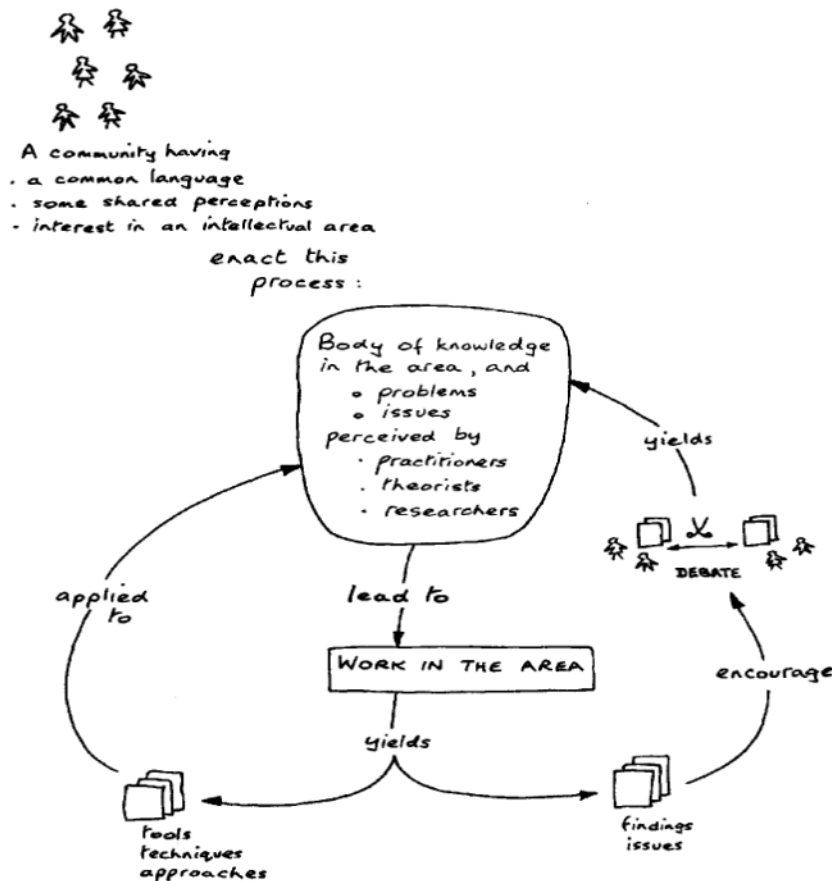 A community having
. a common language
. some shared perceptions
. interest in an intellectual area
enact this
process :
Body of knowledge
in the area, and
o problems
o issues
perceived by
. practitioners
. theorists
. researchers
yields
DEBATE
applied
to
lead to
WORK IN THE AREA
encourage
yields
tools
techniques
approaches
findings
issues